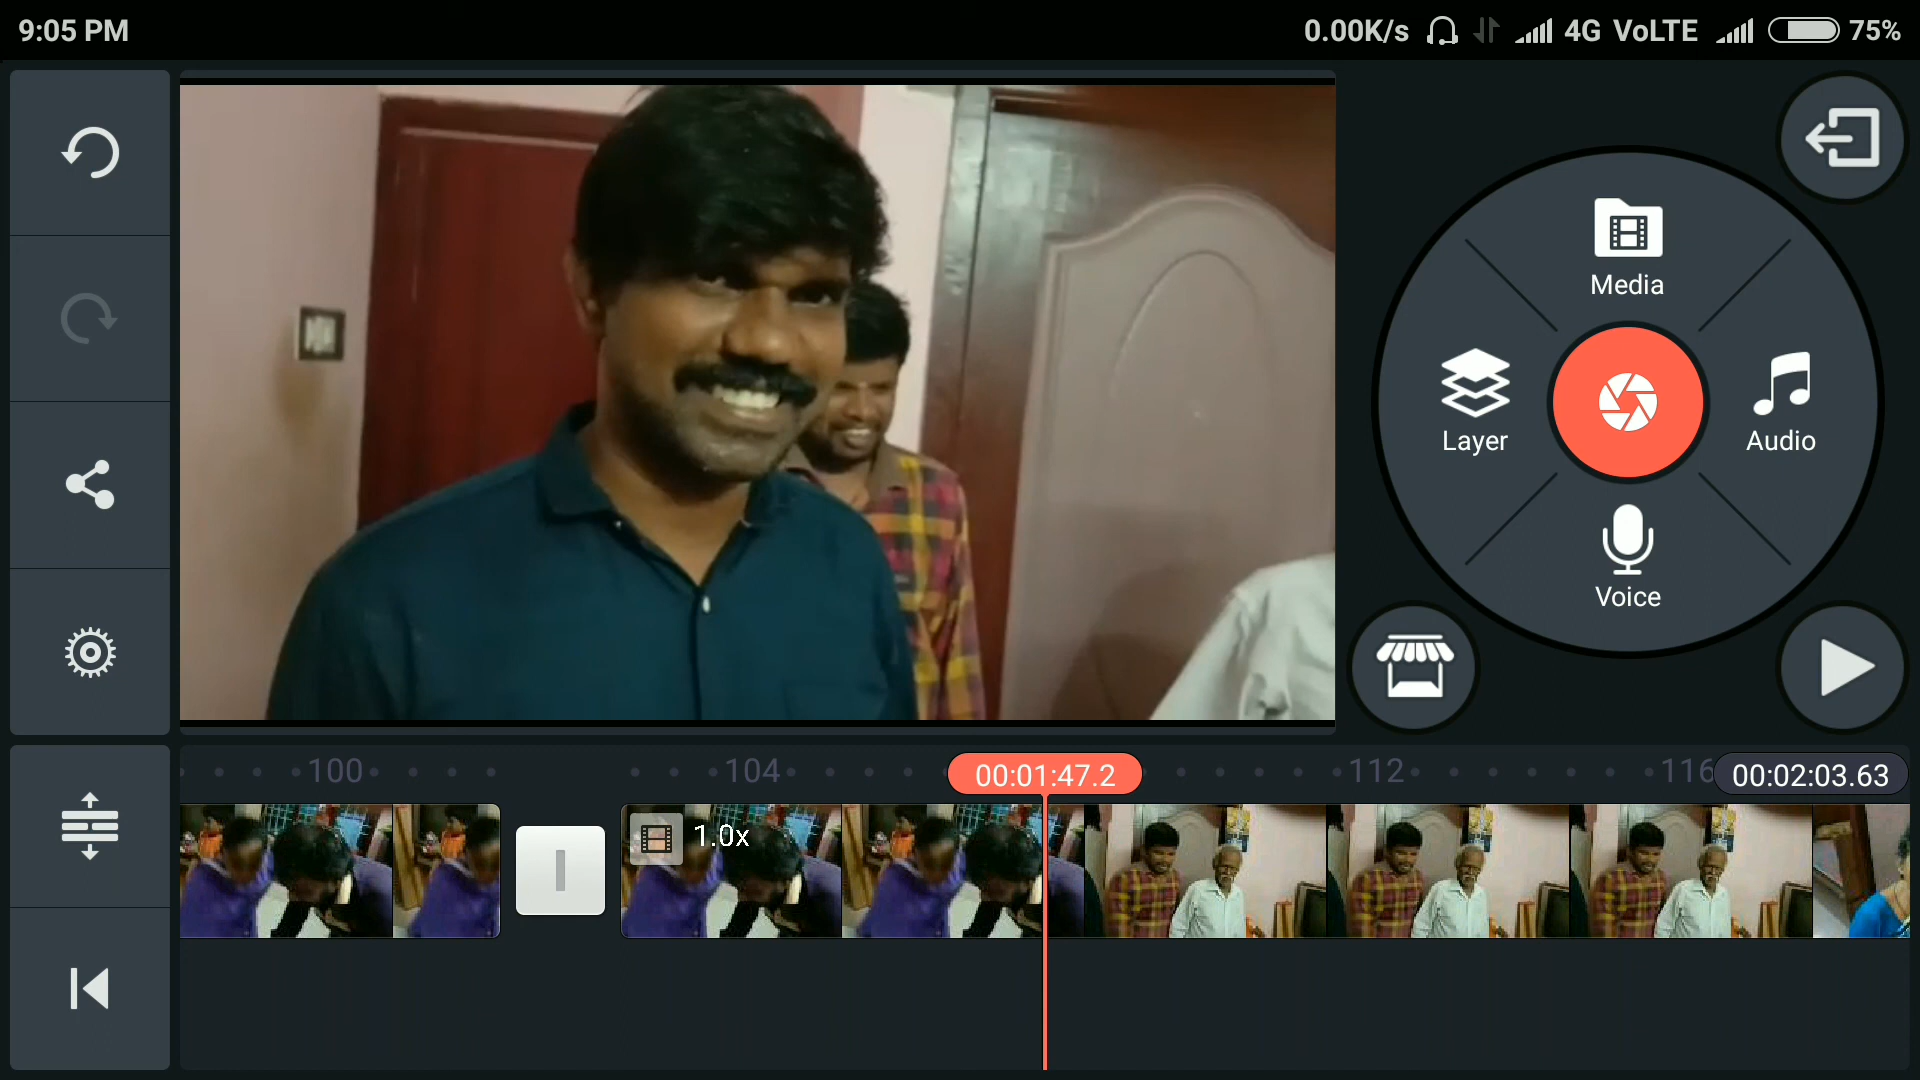 9:05 PM
0.00K/s 4G VoLTE 75%
Media
Layer
Audio
Voice
100 104 00:01:47.2 112 116 00:02:03.63
1.0x